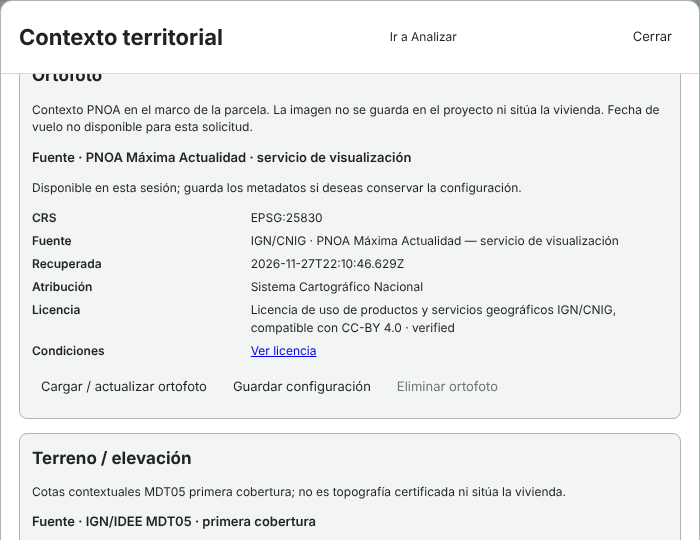 Contexto territorial
Ir a Analizar
Cerrar
Ortofoto
Contexto PNOA en el marco de la parcela. La imagen no se guarda en el proyecto ni sitúa la vivienda. Fecha de
vuelo no disponible para esta solicitud.
Fuente · PNOA Máxima Actualidad · servicio de visualización
Disponible en esta sesión; guarda los metadatos si deseas conservar la configuración.
CRS EPSG:25830
Fuente IGN/CNIG · PNOA Máxima Actualidad — servicio de visualización
Recuperada 2026-11-27T22:10:46.629Z
Atribución Sistema Cartográfico Nacional
Licencia Licencia de uso de productos y servicios geográficos IGN/CNIG,
compatible con CC-BY 4.0 · verified
Condiciones Ver licencia
Cargar / actualizar ortofoto Guardar configuración Eliminar ortofoto
Terreno / elevación
Cotas contextuales MDT05 primera cobertura; no es topografía certificada ni sitúa la vivienda.
Fuente · IGN/IDEE MDT05 · primera cobertura